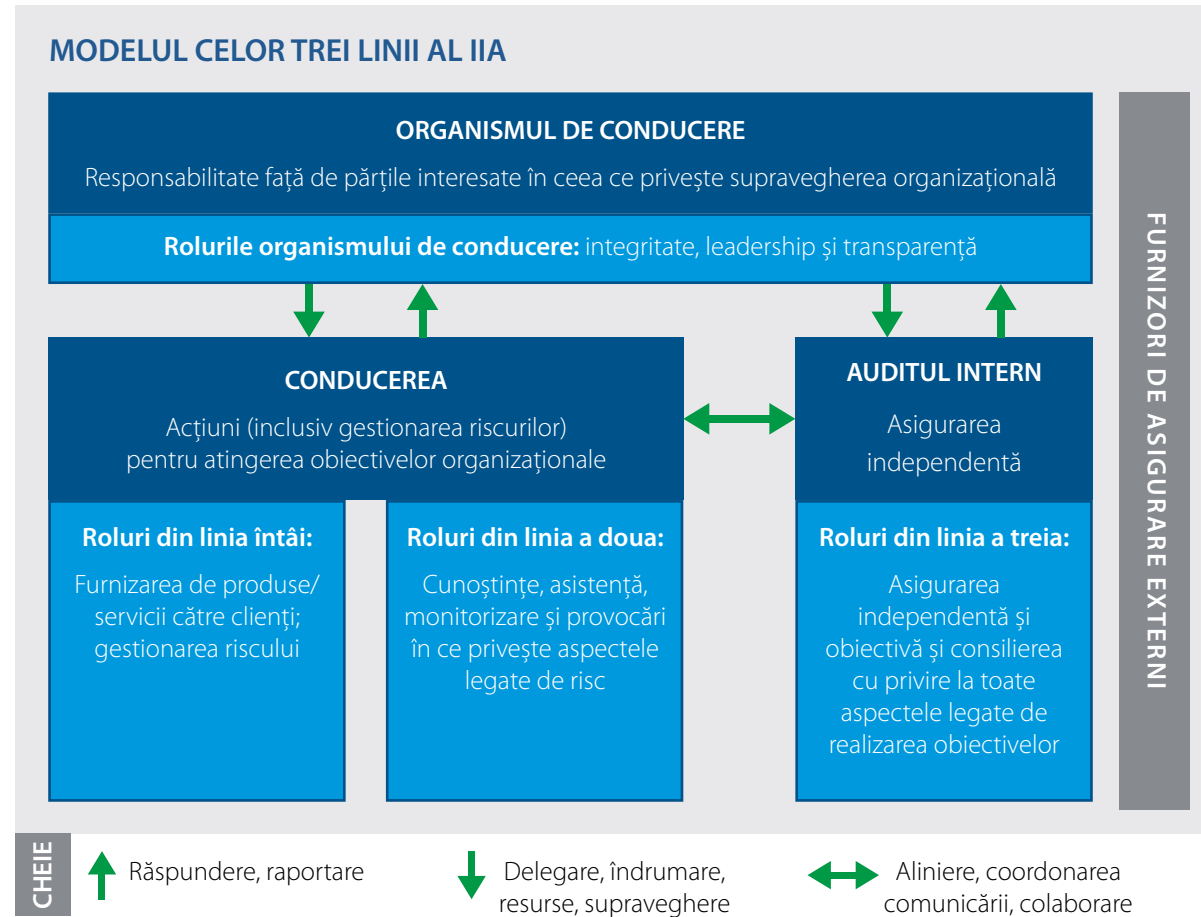 MODELUL CELOR TREI LINII AL IIA
ORGANISMUL DE CONDUCERE
Responsabilitate față de părțile interesate în ceea ce privește supravegherea organizațională
Rolurile organismului de conducere: integritate, leadership și transparență
CONDUCEREA
Acțiuni (inclusiv gestionarea riscurilor)
pentru atingerea obiectivelor organizaționale
Roluri din linia întâi:
Furnizarea de produse/
servicii către clienți;
gestionarea riscului
Roluri din linia a doua:
Cunoștințe, asistență,
monitorizare și provocări
în ce privește aspectele
legate de risc
AUDITUL INTERN
Asigurarea
independentă
Roluri din linia a treia:
Asigurarea
independentă și
obiectivă și consilierea
cu privire la toate
aspectele legate de
realizarea obiectivelor
FURNIZORI DE ASIGURARE EXTERNI
CHEIE
Răspundere, raportare
Delegare, îndrumare,
resurse, supraveghere
Aliniere, coordonarea
comunicării, colaborare